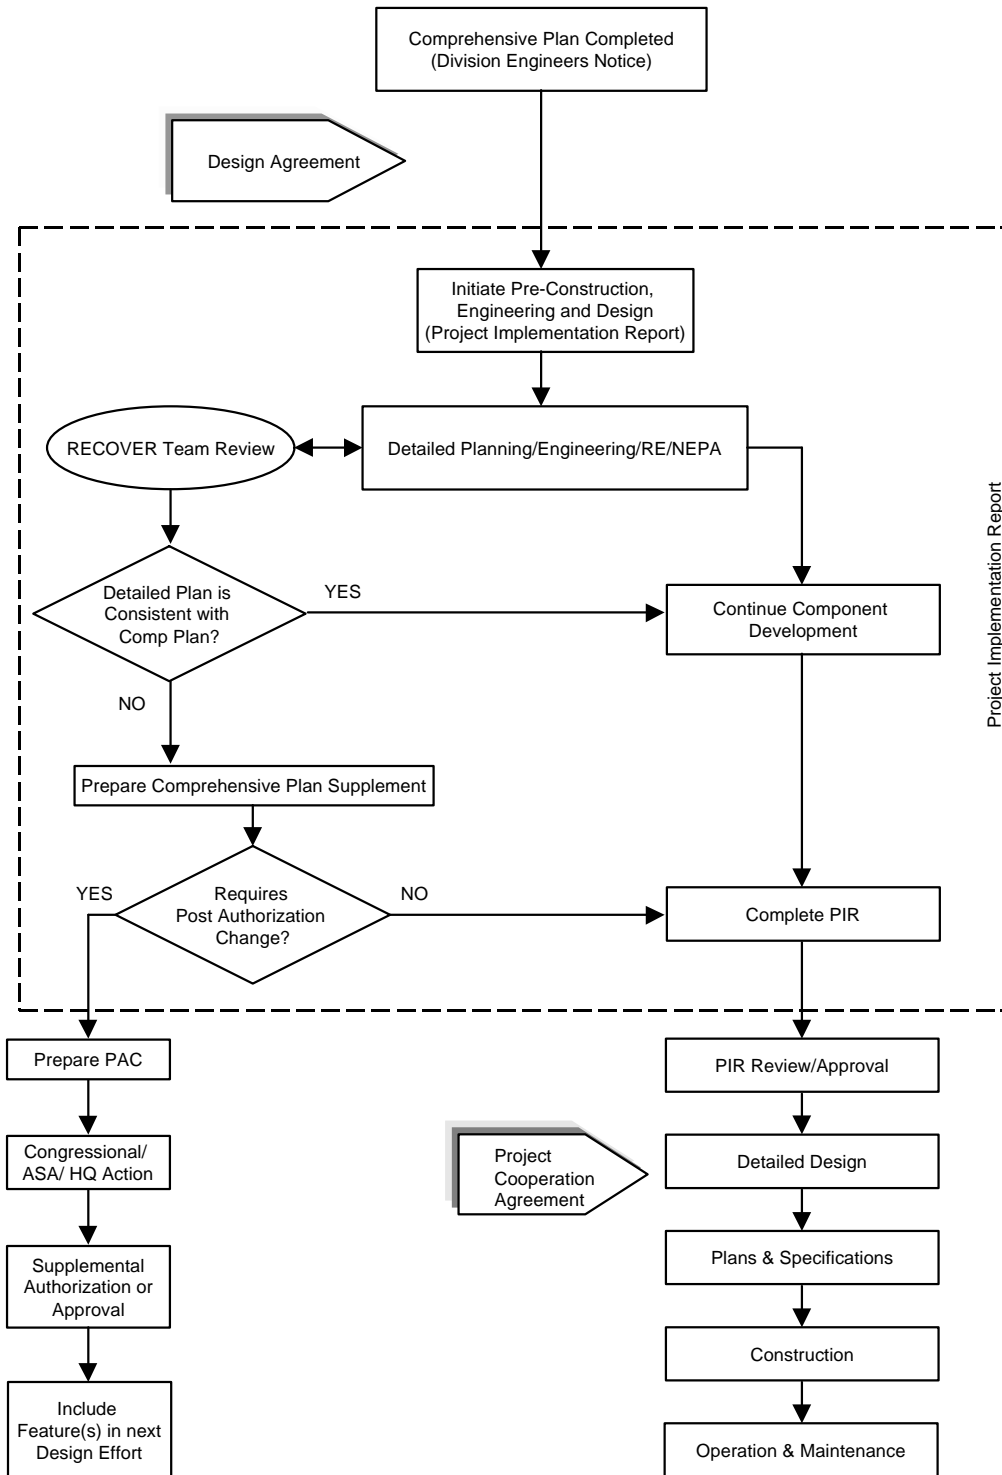 Comprehensive Plan Completed
(Division Engineers Notice)
Design Agreement
Initiate Pre-Construction,
Engineering and Design
(Project Implementation Report)
RECOVER Team Review
Detailed Planning/Engineering/RE/NEPA
Project Implementation Report
Detailed Plan is
Consistent with
Comp Plan?
YES
Continue Component
Development
NO
Prepare Comprehensive Plan Supplement
YES
Requires
Post Authorization
Change?
NO
Complete PIR
Prepare PAC
PIR Review/Approval
Congressional/
ASA/ HQ Action
Project
Cooperation
Agreement
Detailed Design
Supplemental
Authorization or
Approval
Plans & Specifications
Construction
Include
Feature(s) in next
Design Effort
Operation & Maintenance